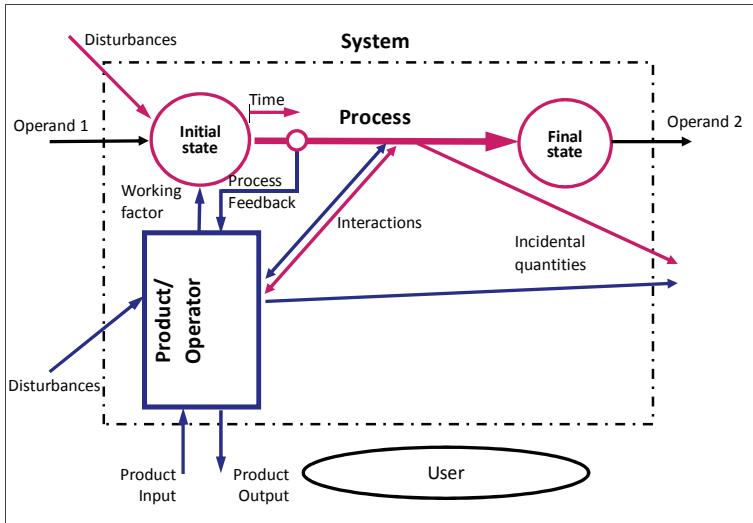 Disturbances
System
Time
Operand 1
Initial
state
Process
Final
state
Operand 2
Working
factor
Process
Feedback
Interactions
Incidental
quantities
Product/
Operator
Disturbances
Product
Input
Product
Output
User